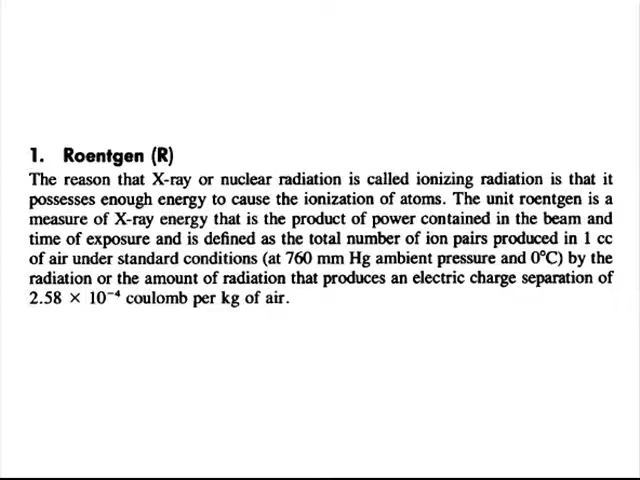 1. Roentgen (R)
The reason that X-ray or nuclear radiation is called ionizing radiation is that it
possesses enough energy to cause the ionization of atoms. The unit roentgen is a
measure of X-ray energy that is the product of power contained in the beam and
time of exposure and is defined as the total number of ion pairs produced in 1 cc
of air under standard conditions (at 760 mm Hg ambient pressure and 0°C) by the
radiation or the amount of radiation that produces an electric charge separation of
2.58 × 10⁻⁴ coulomb per kg of air.